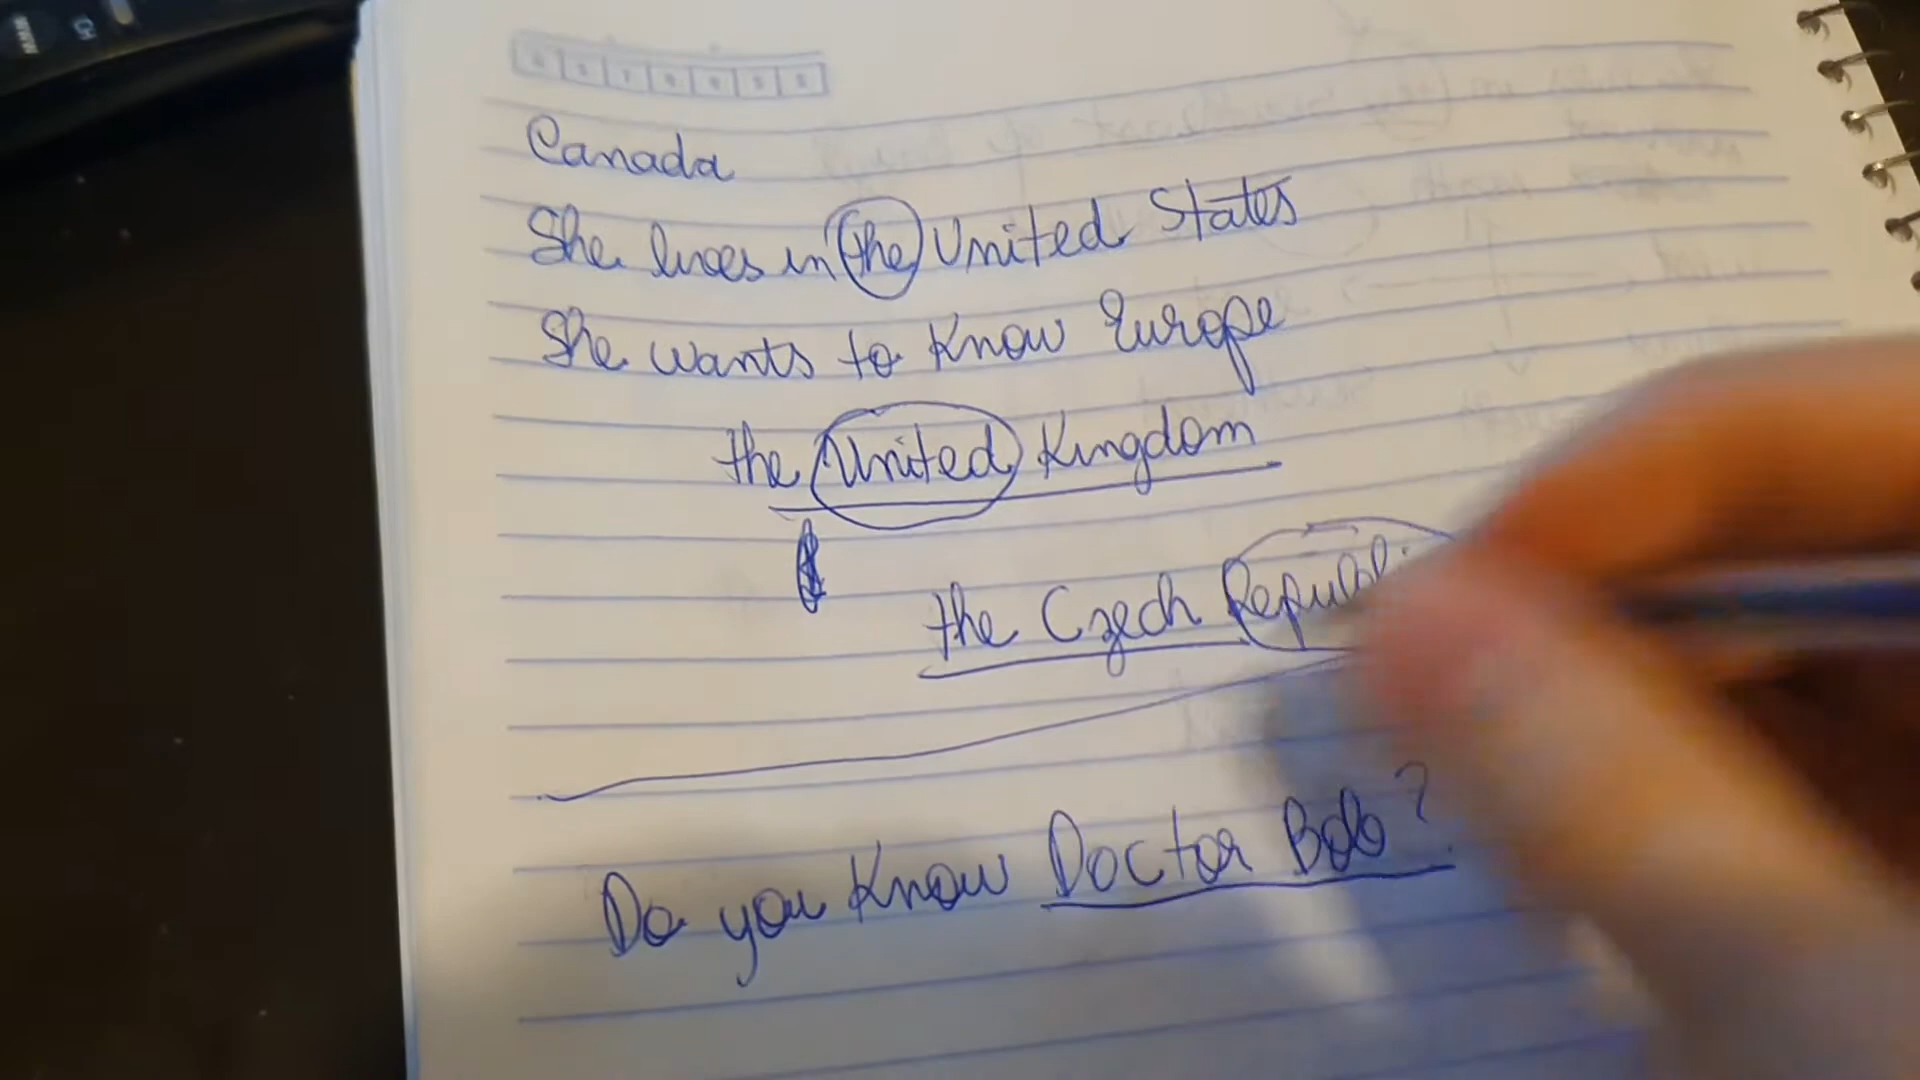 Canada
She lives in the United States
She wants to know Europe
the United Kingdom
the Czech
Do you know Doctor Bob?